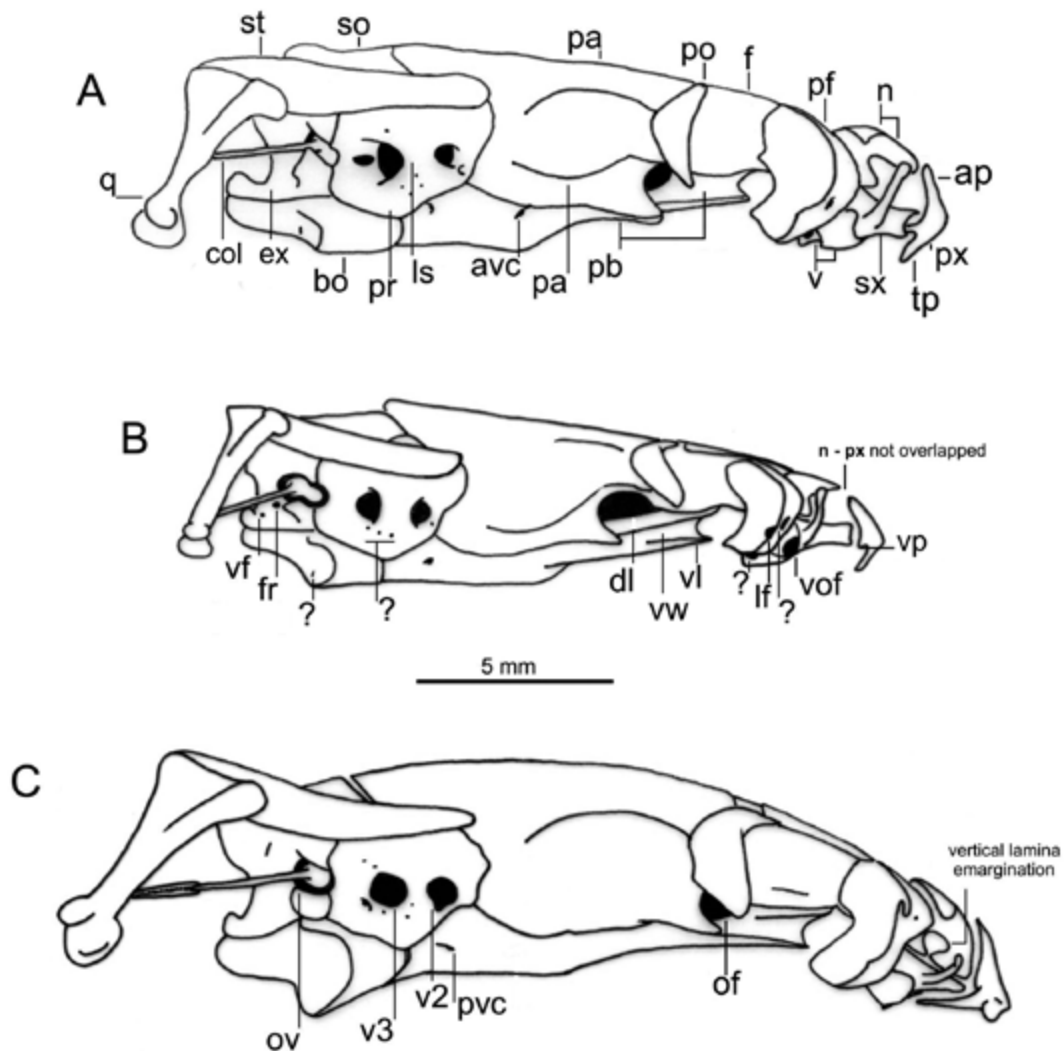 st so pa po f pf n
A
q ap
col ex bo pr ls avc pa pb v sx tp px
B
n - px not overlapped
vp
vf fr ? ? dl vw vl ? lf ? vof
5 mm
C
vertical lamina
emargination
ov v3 v2 pvc of